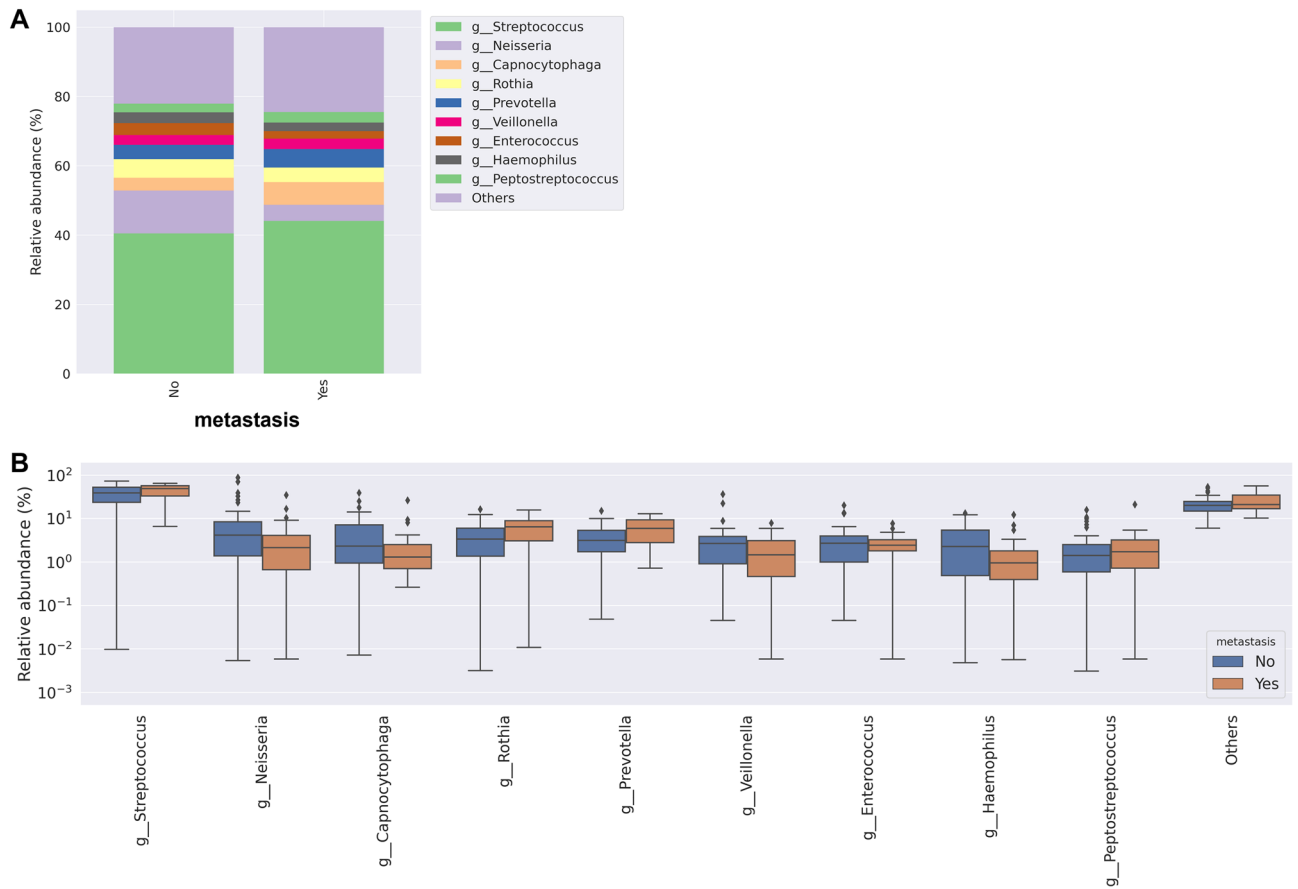 A
100
80
60
40
20
0
Relative abundance (%)
No
Yes
metastasis
g__Streptococcus
g__Neisseria
g__Capnocytophaga
g__Rothia
g__Prevotella
g__Veillonella
g__Enterococcus
g__Haemophilus
g__Peptostreptococcus
Others
B
10²
10¹
10⁰
10⁻¹
10⁻²
10⁻³
Relative abundance (%)
metastasis
No
Yes
g__Streptococcus
g__Neisseria
g__Capnocytophaga
g__Rothia
g__Prevotella
g__Veillonella
g__Enterococcus
g__Haemophilus
g__Peptostreptococcus
Others